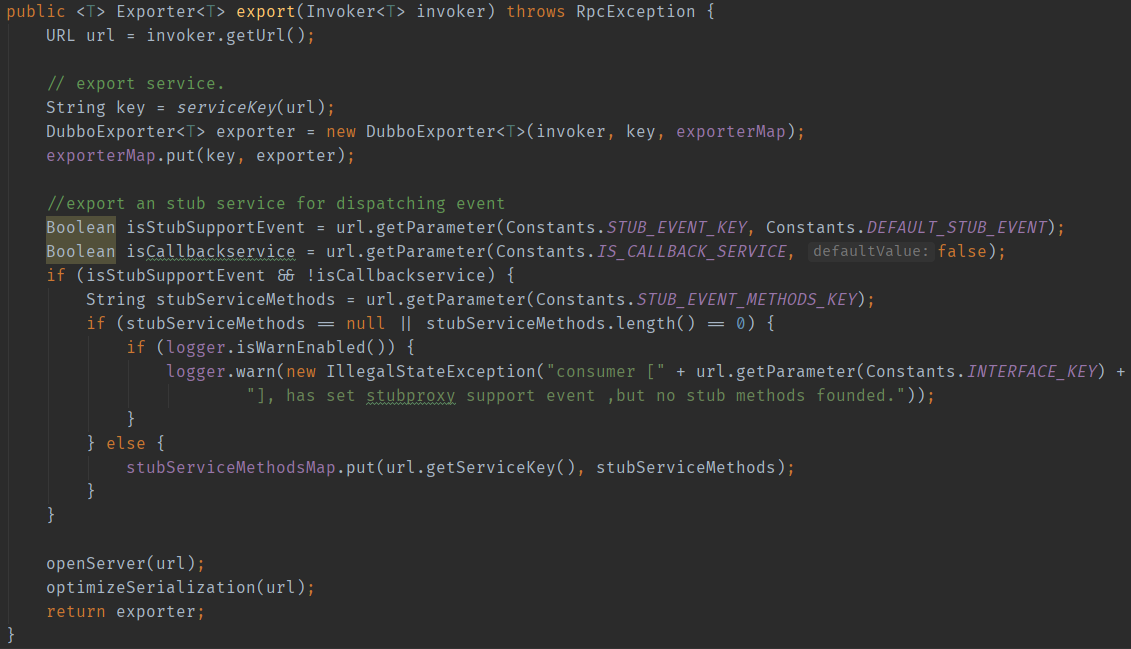 public <T> Exporter<T> export(Invoker<T> invoker) throws RpcException {
URL url = invoker.getUrl();
// export service.
String key = serviceKey(url);
DubboExporter<T> exporter = new DubboExporter<T>(invoker, key, exporterMap);
exporterMap.put(key, exporter);
//export an stub service for dispatching event
Boolean isStubSupportEvent = url.getParameter(Constants.STUB_EVENT_KEY, Constants.DEFAULT_STUB_EVENT);
Boolean isCallbackservice = url.getParameter(Constants.IS_CALLBACK_SERVICE, defaultValue: false);
if (isStubSupportEvent && !isCallbackservice) {
String stubServiceMethods = url.getParameter(Constants.STUB_EVENT_METHODS_KEY);
if (stubServiceMethods == null || stubServiceMethods.length() == 0) {
if (logger.isWarnEnabled()) {
logger.warn(new IllegalStateException("consumer [" + url.getParameter(Constants.INTERFACE_KEY) +
"], has set stubproxy support event ,but no stub methods founded."));
}
} else {
stubServiceMethodsMap.put(url.getServiceKey(), stubServiceMethods);
}
}
openServer(url);
optimizeSerialization(url);
return exporter;
}